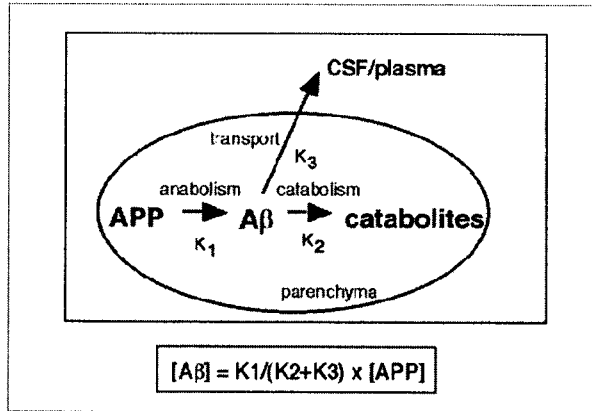 CSF/plasma
transport
K3
anabolism catabolism
APP Aβ catabolites
K1 K2
parenchyma
[Aβ] = K1/(K2+K3) x [APP]